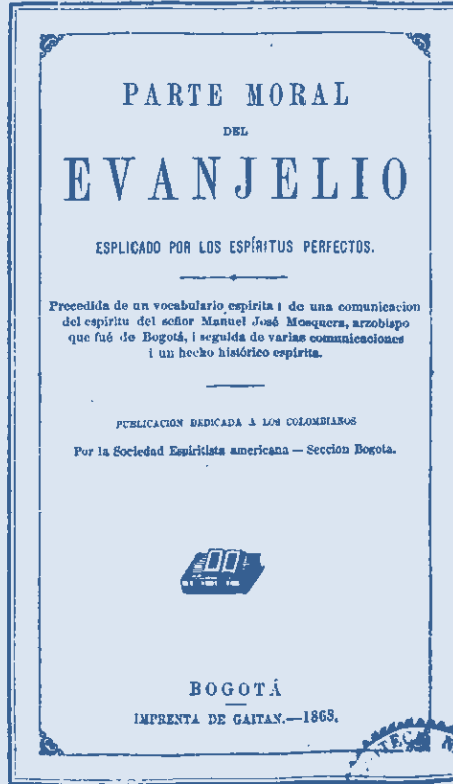 PARTE MORAL
DEL
EVANJELIO
ESPLICADO POR LOS ESPÍRITUS PERFECTOS.
Precedida de un vocabulario espirita i de una comunicacion
del espíritu del señor Manuel José Mosquera, arzobispo
que fué de Bogotá, i seguida de varias comunicaciones
i un hecho histórico espirita.
PUBLICACION DEDICADA A LOS COLOMBIANOS
Por la Sociedad Espiritista americana — Sección Bogota.
BOGOTÁ
IMPRENTA DE GAITAN.—1868.